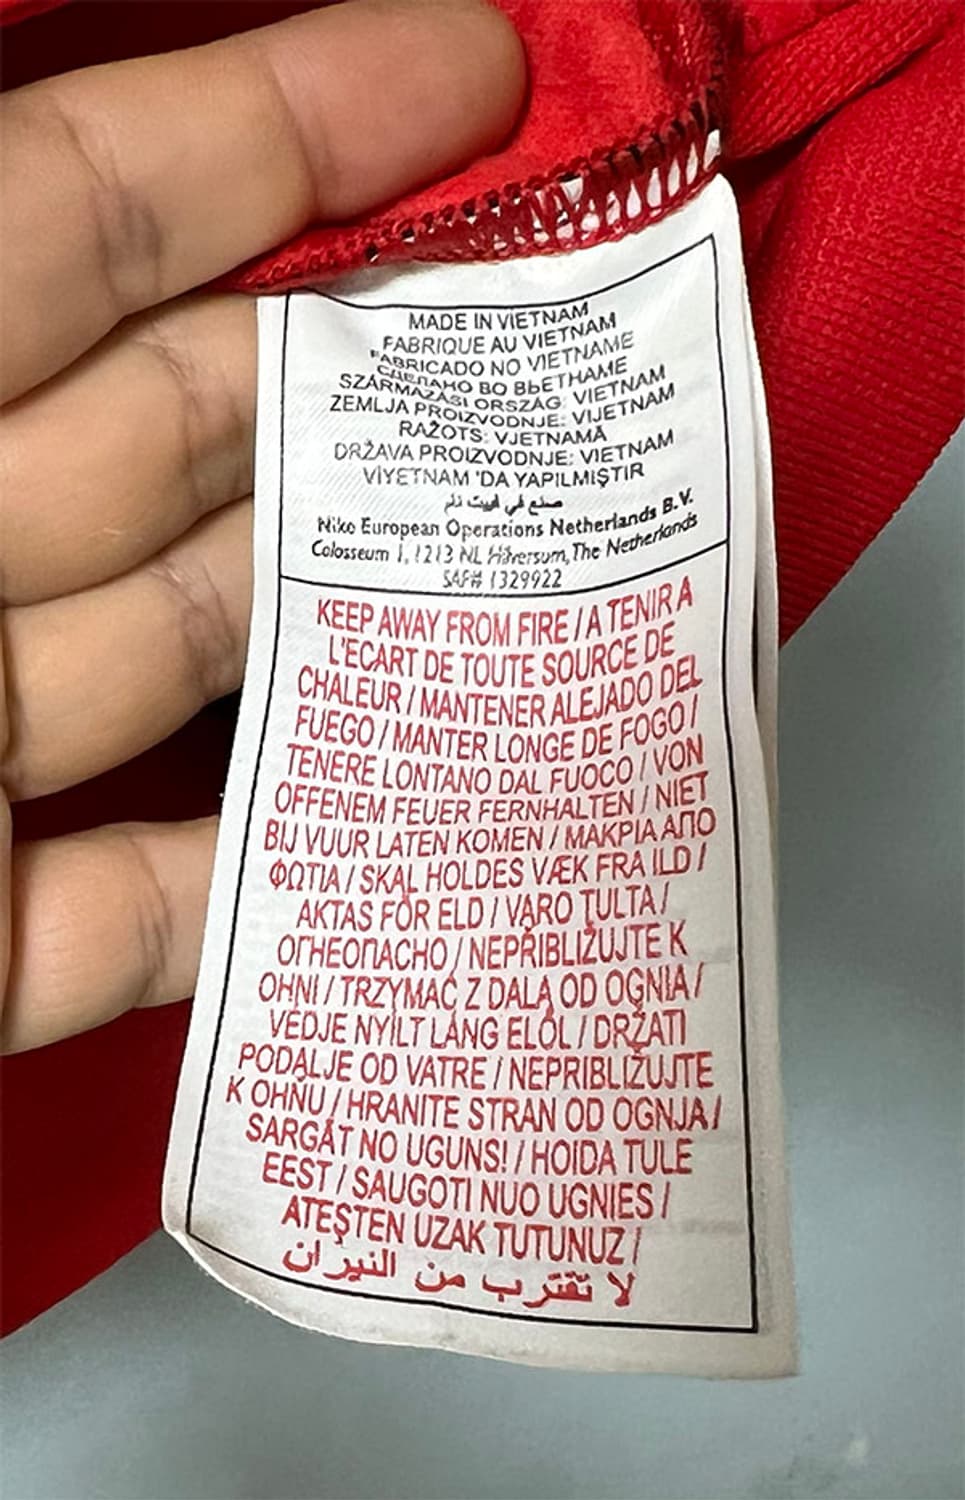 MADE IN VIETNAM
FABRIQUE AU VIETNAM
FABRICADO NO VIETNAME
СДЕЛАНО ВО ВЬЕТНАМЕ
SZÁRMAZÁSI ORSZÁG: VIETNAM
ZEMLJA PROIZVODNJE: VIJETNAM
RAŽOTS: VJETNAMĀ
DRŽAVA PROIZVODNJE: VIETNAM
VİYETNAM 'DA YAPILMIŞTIR
صنع في فييت نام
Nike European Operations Netherlands B.V.
Colosseum 1, 1213 NL Hilversum, The Netherlands
SAP# 1329922
KEEP AWAY FROM FIRE / A TENIR A
L'ECART DE TOUTE SOURCE DE
CHALEUR / MANTENER ALEJADO DEL
FUEGO / MANTER LONGE DE FOGO /
TENERE LONTANO DAL FUOCO / VON
OFFENEM FEUER FERNHALTEN / NIET
BIJ VUUR LATEN KOMEN / ΜΑΚΡΙΑ ΑΠΟ
ΦΩΤΙΑ / SKAL HOLDES VÆK FRA ILD /
AKTAS FÖR ELD / VARO TULTA /
ОГНЕОПАСНО / NEPŘIBLIŽUJTE K
OHNI / TRZYMAĆ Z DALA OD OGNIA /
VÉDJE NYÍLT LÁNG ELŐL / DRŽATI
PODALJE OD VATRE / NEPRIBLIŽUJTE
K OHŇU / HRANITE STRAN OD OGNJA /
SARGĀT NO UGUNS! / HOIDA TULE
EEST / SAUGOTI NUO UGNIES /
ATEŞTEN UZAK TUTUNUZ /
لا تقترب من النيران